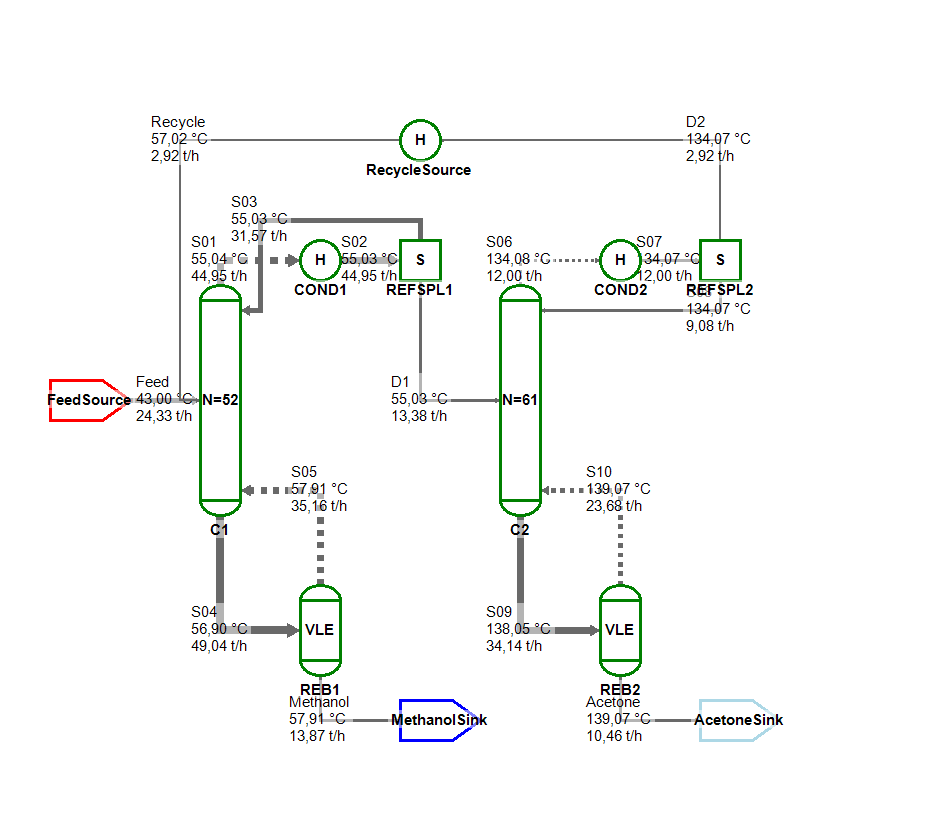 Recycle
57,02 °C
2,92 t/h
H
RecycleSource
D2
134,07 °C
2,92 t/h
S03
55,03 °C
31,57 t/h
S01
55,04 °C
44,95 t/h
H
COND1
S02
55,03 °C
44,95 t/h
S
REFSPL1
S06
134,08 °C
12,00 t/h
H
COND2
S07
134,07 °C
12,00 t/h
S
REFSPL2
134,07 °C
9,08 t/h
FeedSource
Feed
43,00 °C
24,33 t/h
N=52
D1
55,03 °C
13,38 t/h
N=61
S05
57,91 °C
35,16 t/h
S10
139,07 °C
23,68 t/h
C1
C2
S04
56,90 °C
49,04 t/h
VLE
REB1
S09
138,05 °C
34,14 t/h
VLE
REB2
Methanol
57,91 °C
13,87 t/h
MethanolSink
Acetone
139,07 °C
10,46 t/h
AcetoneSink